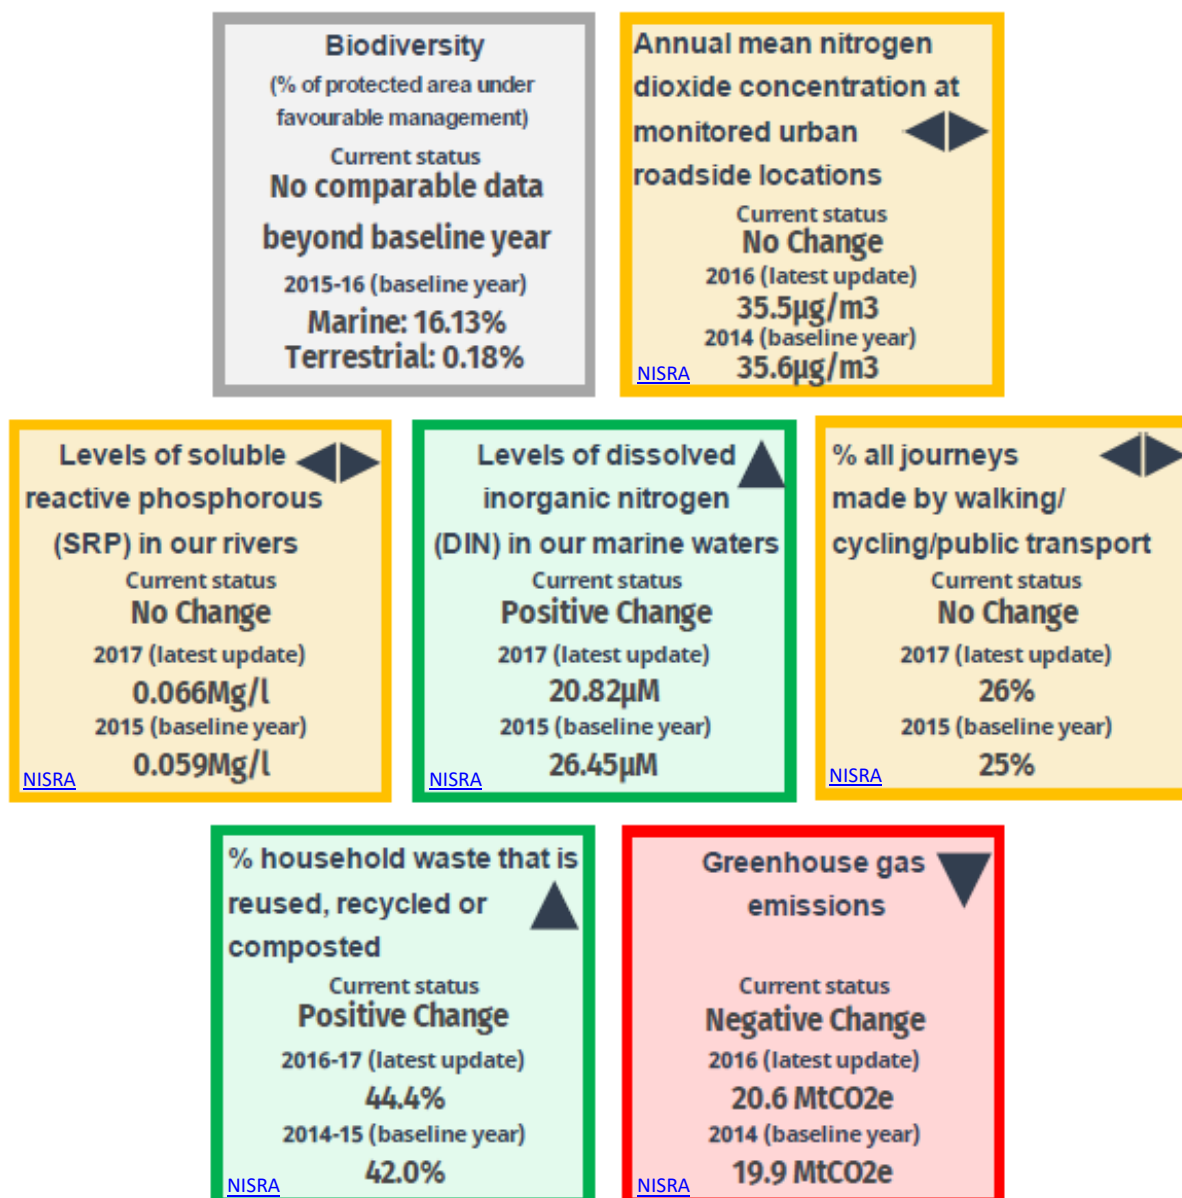 Biodiversity
(% of protected area under
favourable management)
Current status
No comparable data
beyond baseline year
2015-16 (baseline year)
Marine: 16.13%
Terrestrial: 0.18%
Annual mean nitrogen
dioxide concentration at
monitored urban
roadside locations
Current status
No Change
2016 (latest update)
35.5µg/m3
2014 (baseline year)
35.6µg/m3
NISRA
Levels of soluble
reactive phosphorous
(SRP) in our rivers
Current status
No Change
2017 (latest update)
0.066Mg/l
2015 (baseline year)
0.059Mg/l
NISRA
Levels of dissolved
inorganic nitrogen
(DIN) in our marine waters
Current status
Positive Change
2017 (latest update)
20.82µM
2015 (baseline year)
26.45µM
NISRA
% all journeys
made by walking/
cycling/public transport
Current status
No Change
2017 (latest update)
26%
2015 (baseline year)
25%
NISRA
% household waste that is
reused, recycled or
composted
Current status
Positive Change
2016-17 (latest update)
44.4%
2014-15 (baseline year)
42.0%
NISRA
Greenhouse gas
emissions
Current status
Negative Change
2016 (latest update)
20.6 MtCO2e
2014 (baseline year)
19.9 MtCO2e
NISRA